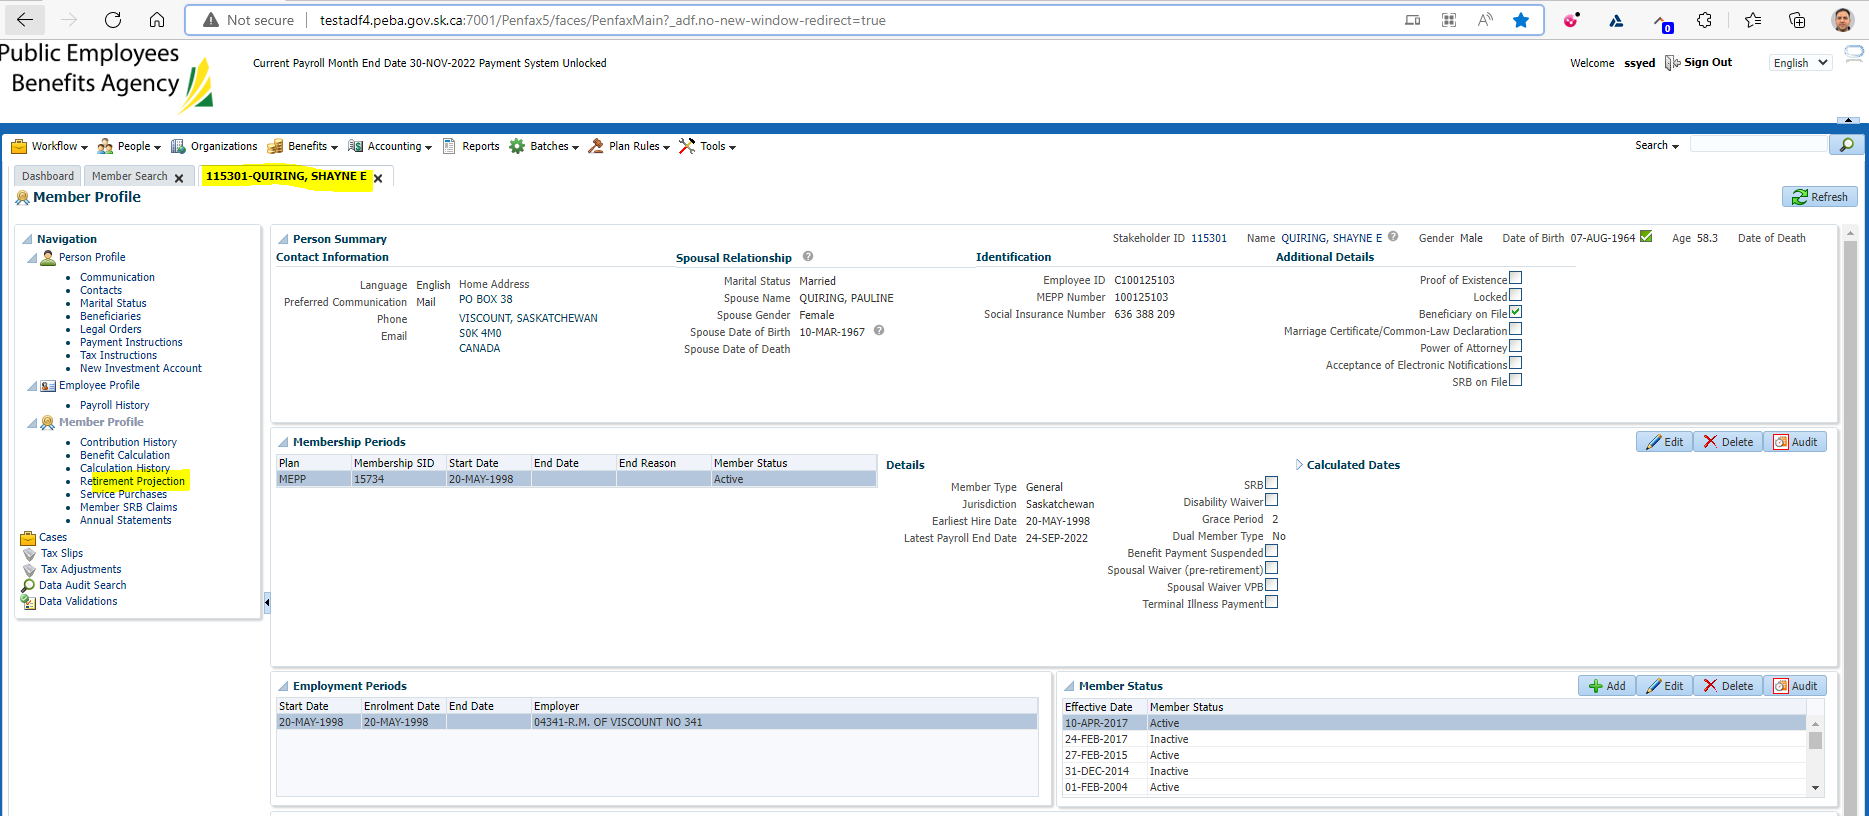 Not secure testadf4.peba.gov.sk.ca:7001/Penfax5/faces/PenfaxMain?_adf.no-new-window-redirect=true
0
Public Employees
Benefits Agency
Current Payroll Month End Date 30-NOV-2022 Payment System Unlocked
Welcome ssyed Sign Out English
Workflow People Organizations Benefits Accounting Reports Batches Plan Rules Tools Search
Dashboard Member Search 115301-QUIRING, SHAYNE E
Member Profile Refresh
Navigation
Person Profile
Communication
Contacts
Marital Status
Beneficiaries
Legal Orders
Payment Instructions
Tax Instructions
New Investment Account
Employee Profile
Payroll History
Member Profile
Contribution History
Benefit Calculation
Calculation History
Retirement Projection
Service Purchases
Member SRB Claims
Annual Statements
Cases
Tax Slips
Tax Adjustments
Data Audit Search
Data Validations
Person Summary Stakeholder ID 115301 Name QUIRING, SHAYNE E Gender Male Date of Birth 07-AUG-1964 Age 58.3 Date of Death
Contact Information
Language English
Preferred Communication Mail
Phone
Email
Home Address
PO BOX 38
VISCOUNT, SASKATCHEWAN
S0K 4M0
CANADA
Spousal Relationship
Marital Status Married
Spouse Name QUIRING, PAULINE
Spouse Gender Female
Spouse Date of Birth 10-MAR-1967
Spouse Date of Death
Identification
Employee ID C100125103
MEPP Number 100125103
Social Insurance Number 636 388 209
Additional Details
Proof of Existence
Locked
Beneficiary on File
Marriage Certificate/Common-Law Declaration
Power of Attorney
Acceptance of Electronic Notifications
SRB on File
Membership Periods Edit Delete Audit
Plan Membership SID Start Date End Date End Reason Member Status
MEPP 15734 20-MAY-1998 Active
Details
Member Type General
Jurisdiction Saskatchewan
Earliest Hire Date 20-MAY-1998
Latest Payroll End Date 24-SEP-2022
SRB
Disability Waiver
Grace Period 2
Dual Member Type No
Benefit Payment Suspended
Spousal Waiver (pre-retirement)
Spousal Waiver VPB
Terminal Illness Payment
Calculated Dates
Employment Periods
Start Date Enrolment Date End Date Employer
20-MAY-1998 20-MAY-1998 04341-R.M. OF VISCOUNT NO 341
Member Status Add Edit Delete Audit
Effective Date Member Status
10-APR-2017 Active
24-FEB-2017 Inactive
27-FEB-2015 Active
31-DEC-2014 Inactive
01-FEB-2004 Active